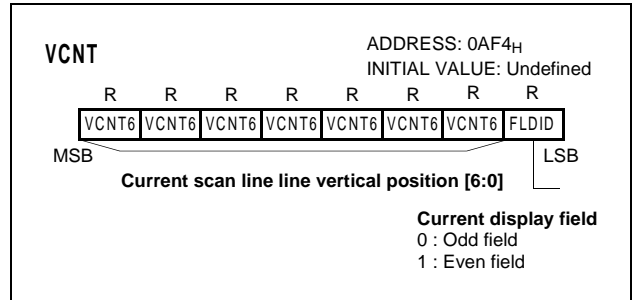 VCNT
ADDRESS: 0AF4H
INITIAL VALUE: Undefined
R R R R R R R R
VCNT6 VCNT6 VCNT6 VCNT6 VCNT6 VCNT6 VCNT6 FLDID
MSB LSB
Current scan line line vertical position [6:0]
Current display field
0 : Odd field
1 : Even field